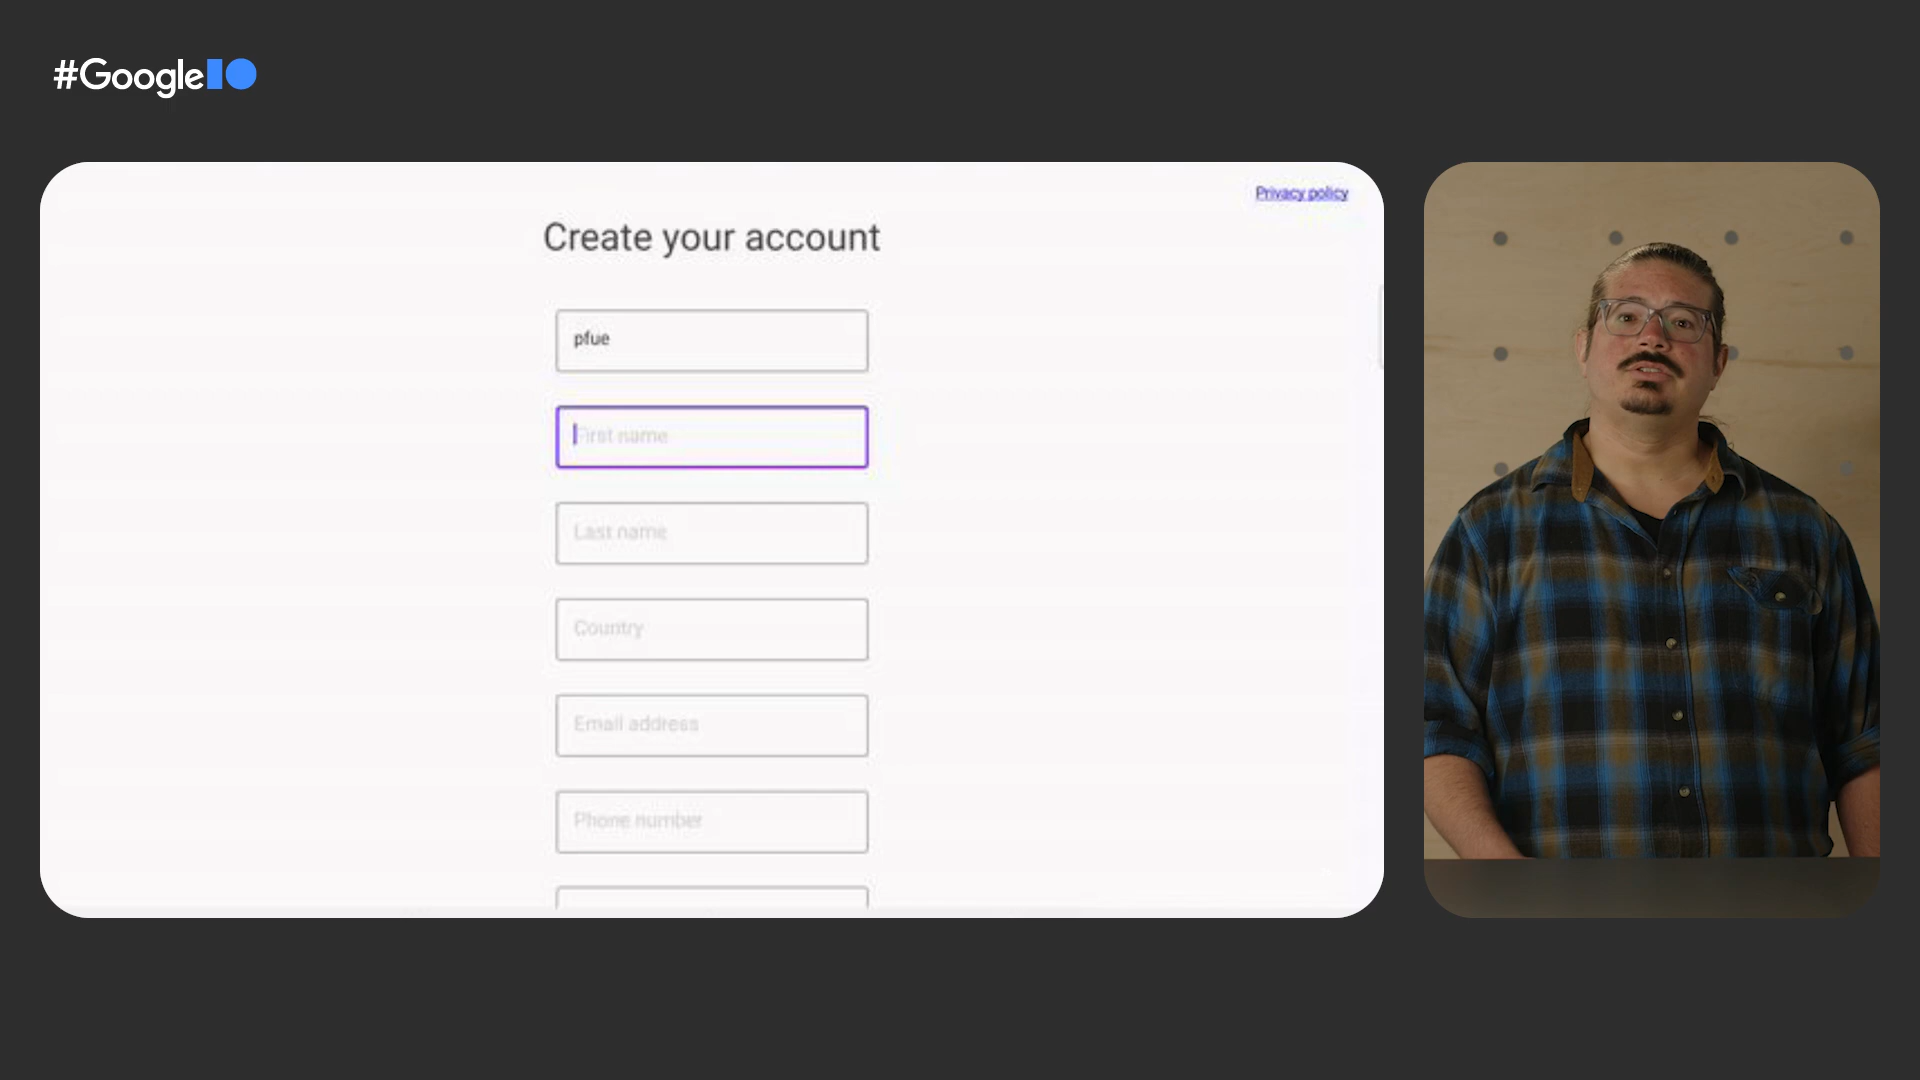 #GoogleIO
Privacy policy
Create your account
pfue
First name
Last name
Country
Email address
Phone number